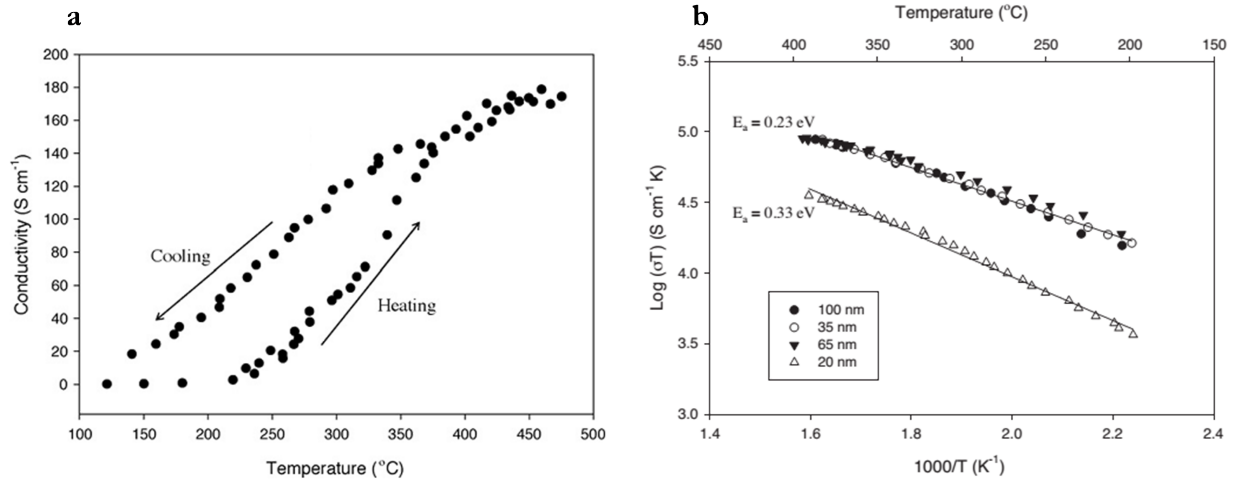 a
200
180
160
140
120
100
80
60
40
20
0
Conductivity (S cm⁻¹)
Cooling
Heating
100 150 200 250 300 350 400 450 500
Temperature (°C)
b
Temperature (°C)
450 400 350 300 250 200 150
5.5
5.0
4.5
4.0
3.5
3.0
Log (σT) (S cm⁻¹ K)
Eₐ = 0.23 eV
Eₐ = 0.33 eV
100 nm
35 nm
65 nm
20 nm
1.4 1.6 1.8 2.0 2.2 2.4
1000/T (K⁻¹)